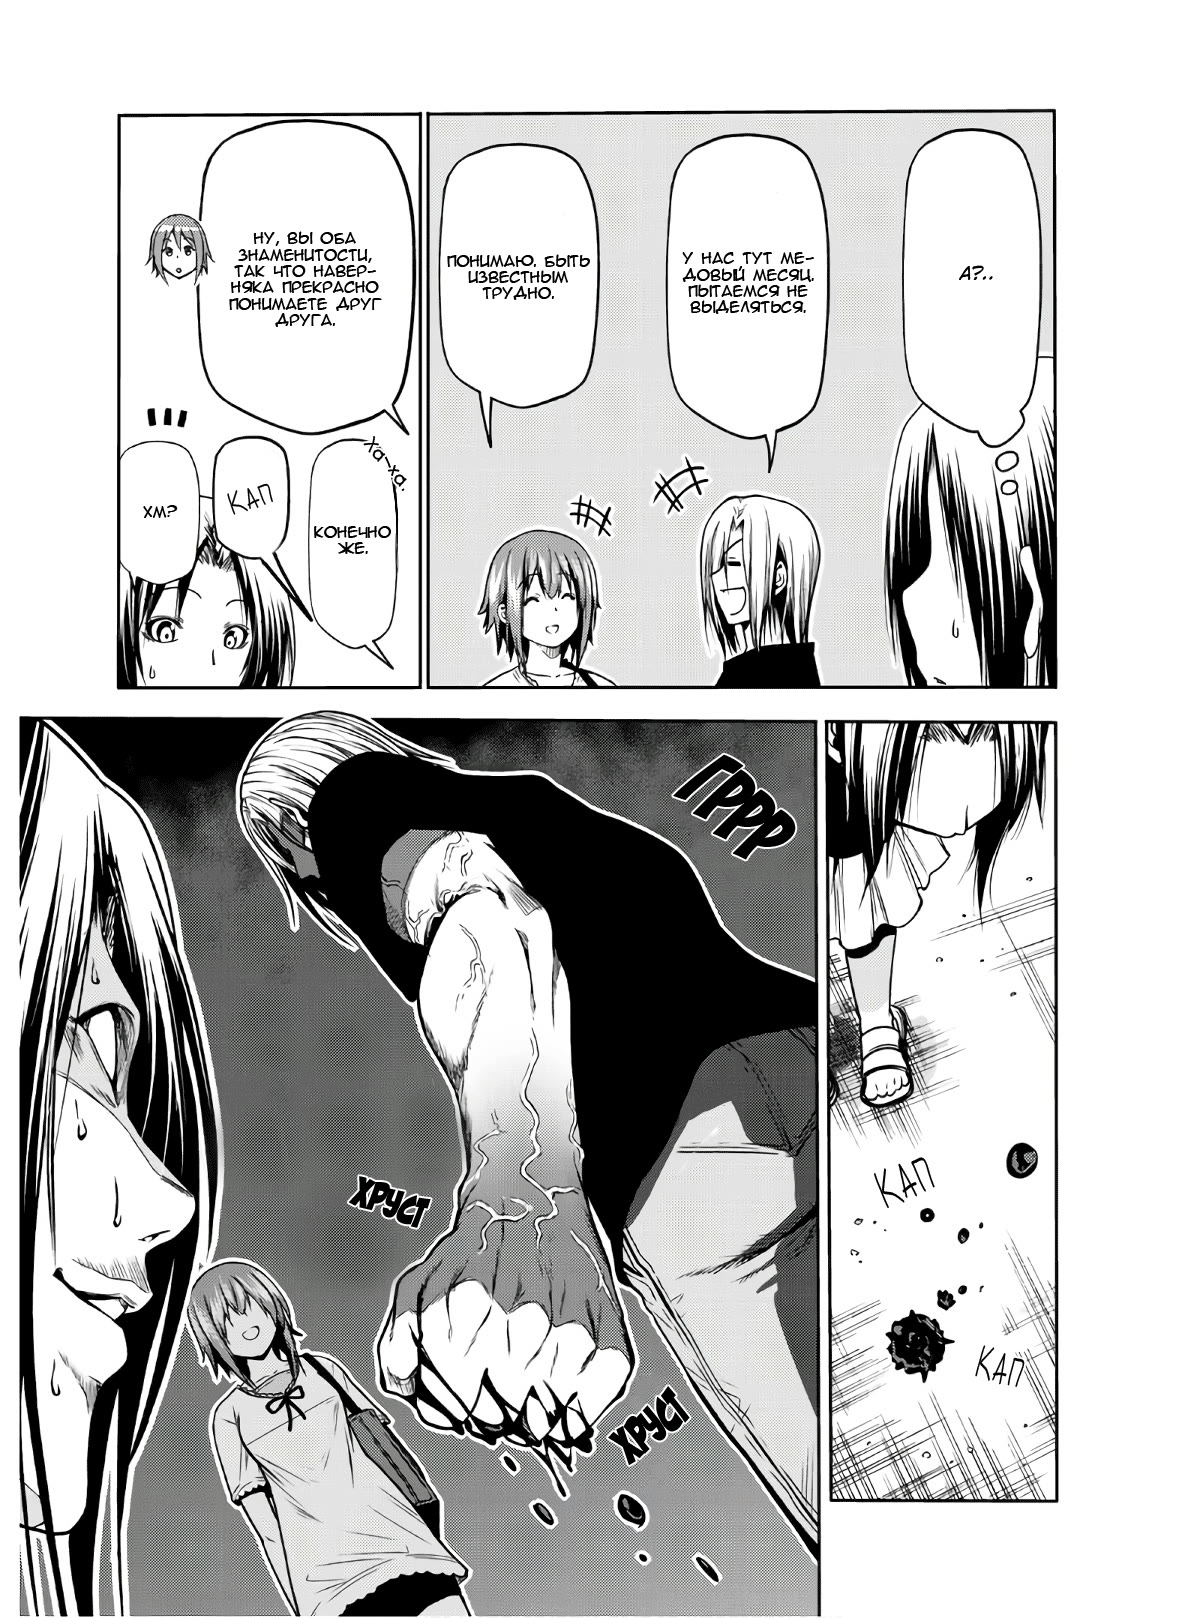 А?..
У НАС ТУТ МЕ-
ДОВЫЙ МЕСЯЦ.
ПЫТАЕМСЯ НЕ
ВЫДЕЛЯТЬСЯ.
ПОНИМАЮ. БЫТЬ
ИЗВЕСТНЫМ
ТРУДНО.
НУ, ВЫ ОБА
ЗНАМЕНИТОСТИ,
ТАК ЧТО НАВЕР-
НЯКА ПРЕКРАСНО
ПОНИМАЕТЕ ДРУГ
ДРУГА.
Ха-ха.
КОНЕЧНО
ЖЕ.
КАП
ХМ?
КАП
КАП
ГРРР
ХРУСТ
ХРУСТ